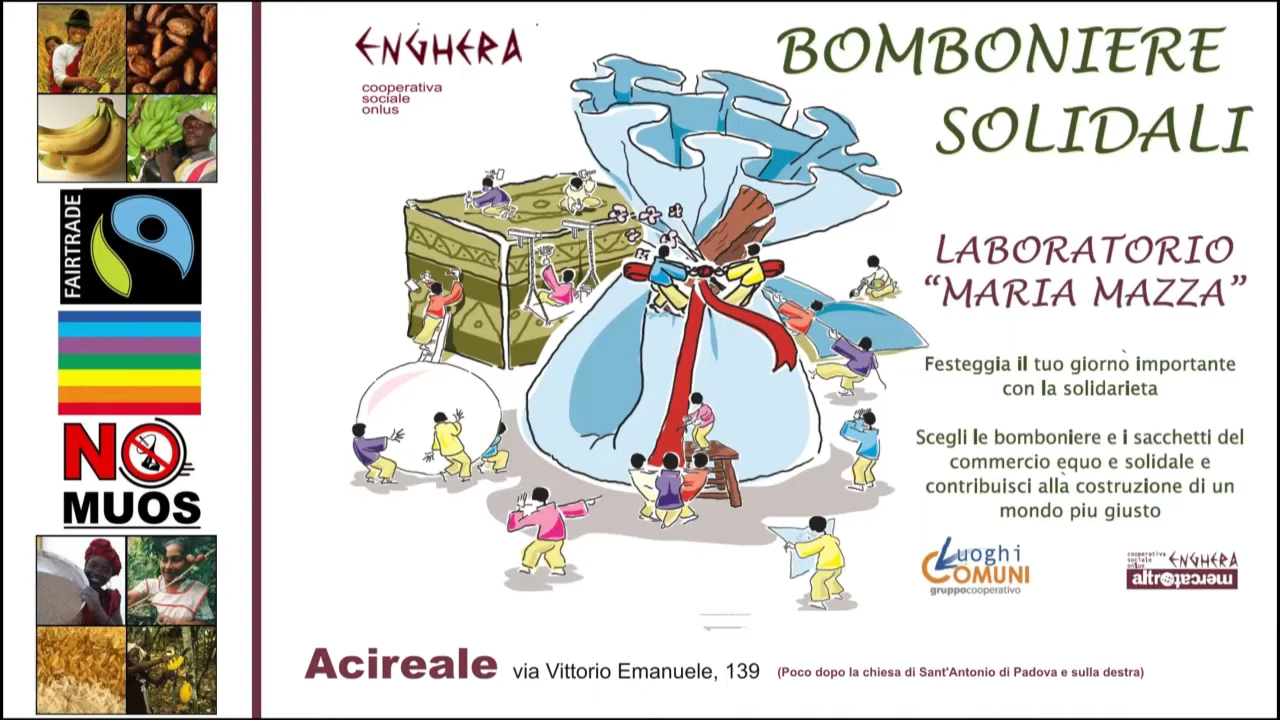 FAIRTRADE
NO
MUOS
ENGHERA
cooperativa
sociale
onlus
BOMBONIERE
SOLIDALI
LABORATORIO
“MARIA MAZZA”
Festeggia il tuo giorno importante
con la solidarieta
Scegli le bomboniere e i sacchetti del
commercio equo e solidale e
contribuisci alla costruzione di un
mondo piu giusto
Luoghi
COMUNI
gruppocooperativo
cooperativa
sociale
onlus
ENGHERA
altromercato
Acireale via Vittorio Emanuele, 139 (Poco dopo la chiesa di Sant'Antonio di Padova e sulla destra)